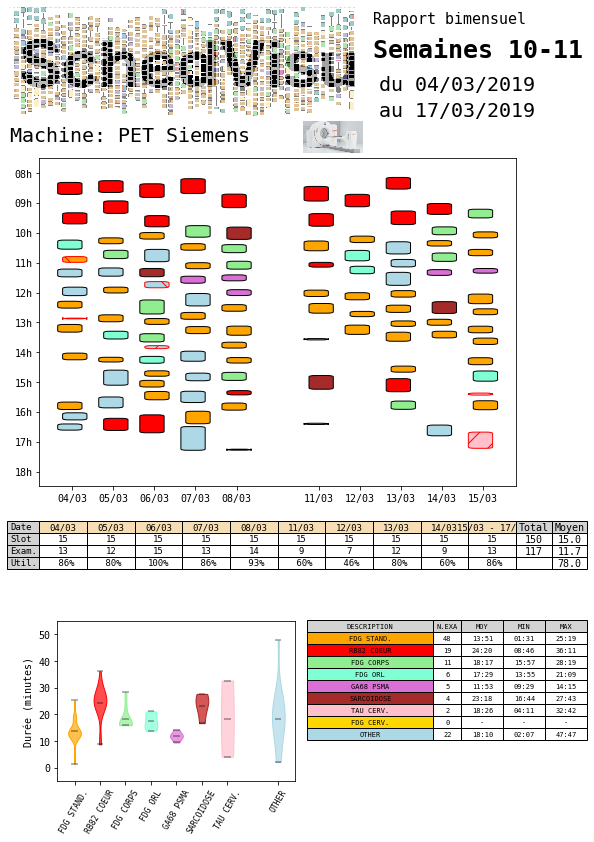 ScenariVisu
Rapport bimensuel
Semaines 10-11
du 04/03/2019
au 17/03/2019
Machine: PET Siemens
08h
09h
10h
11h
12h
13h
14h
15h
16h
17h
18h
04/03 05/03 06/03 07/03 08/03 11/03 12/03 13/03 14/03 15/03
Date 04/03 05/03 06/03 07/03 08/03 11/03 12/03 13/03 14/03 15/03 - 17/ Total Moyen
Slot 15 15 15 15 15 15 15 15 15 15 150 15.0
Exam. 13 12 15 13 14 9 7 12 9 13 117 11.7
Util. 86% 80% 100% 86% 93% 60% 46% 80% 60% 86% 78.0
Durée (minutes)
50
40
30
20
10
0
FDG STAND. RB82 COEUR FDG CORPS FDG ORL GA68 PSMA SARCOIDOSE TAU CERV. OTHER
DESCRIPTION N.EXA MOY MIN MAX
FDG STAND. 48 13:51 01:31 25:19
RB82 COEUR 19 24:20 08:46 36:11
FDG CORPS 11 18:17 15:57 28:19
FDG ORL 6 17:29 13:55 21:09
GA68 PSMA 5 11:53 09:29 14:15
SARCOIDOSE 4 23:18 16:44 27:43
TAU CERV. 2 18:26 04:11 32:42
FDG CERV. 0 - - -
OTHER 22 18:10 02:07 47:47